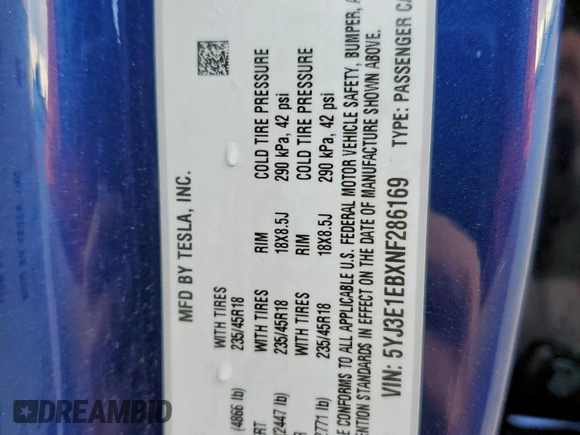 MFD BY TESLA, INC.
WITH TIRES
(4866 lb) 235/45R18
WITH TIRES RIM COLD TIRE PRESSURE
(2447 lb) 235/45R18 18X8.5J 290 kPa, 42 psi
WITH TIRES RIM COLD TIRE PRESSURE
235/45R18 18X8.5J 290 kPa, 42 psi
CONFORMS TO ALL APPLICABLE U.S. FEDERAL MOTOR VEHICLE SAFETY, BUMPER,
STANDARDS IN EFFECT ON THE DATE OF MANUFACTURE SHOWN ABOVE.
VIN: 5YJ3E1EBXNF286169 TYPE: PASSENGER
DREAMBID